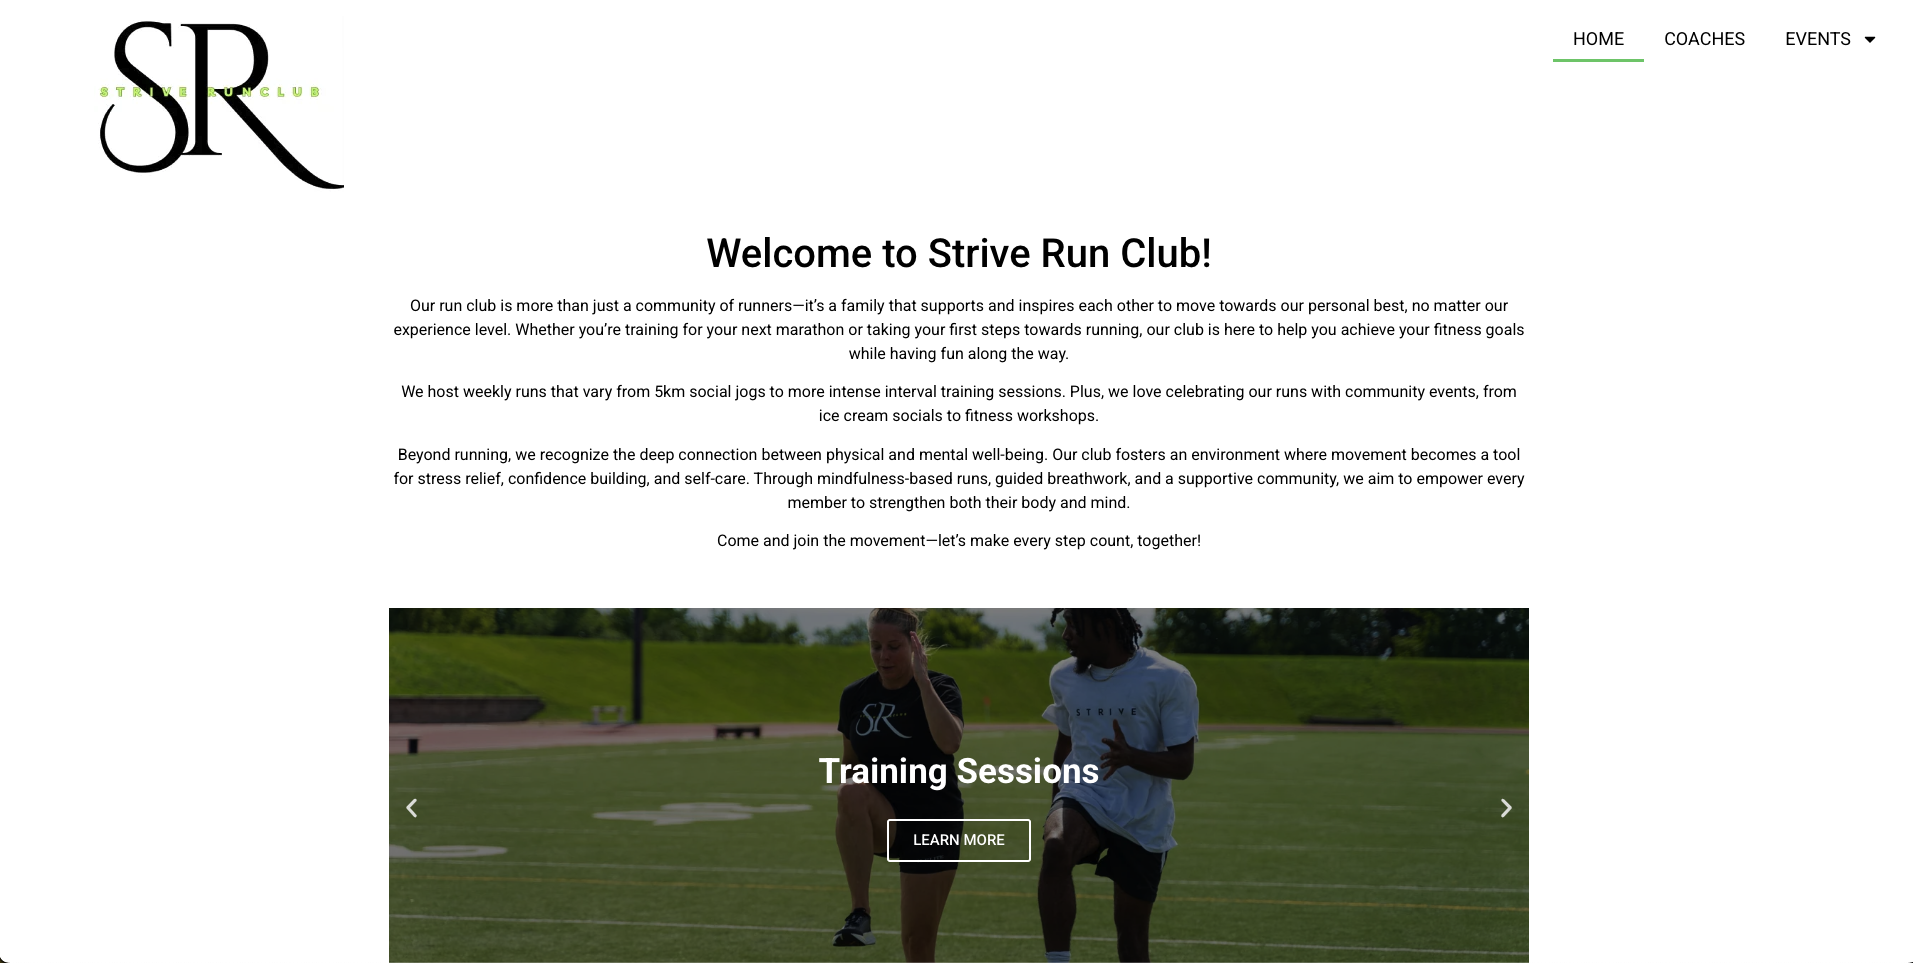 SR
STRIVE RUNCLUB
HOME
COACHES
EVENTS
Welcome to Strive Run Club!
Our run club is more than just a community of runners—it’s a family that supports and inspires each other to move towards our personal best, no matter our
experience level. Whether you’re training for your next marathon or taking your first steps towards running, our club is here to help you achieve your fitness goals
while having fun along the way.
We host weekly runs that vary from 5km social jogs to more intense interval training sessions. Plus, we love celebrating our runs with community events, from
ice cream socials to fitness workshops.
Beyond running, we recognize the deep connection between physical and mental well-being. Our club fosters an environment where movement becomes a tool
for stress relief, confidence building, and self-care. Through mindfulness-based runs, guided breathwork, and a supportive community, we aim to empower every
member to strengthen both their body and mind.
Come and join the movement—let’s make every step count, together!
SR
STRIVE
Training Sessions
LEARN MORE